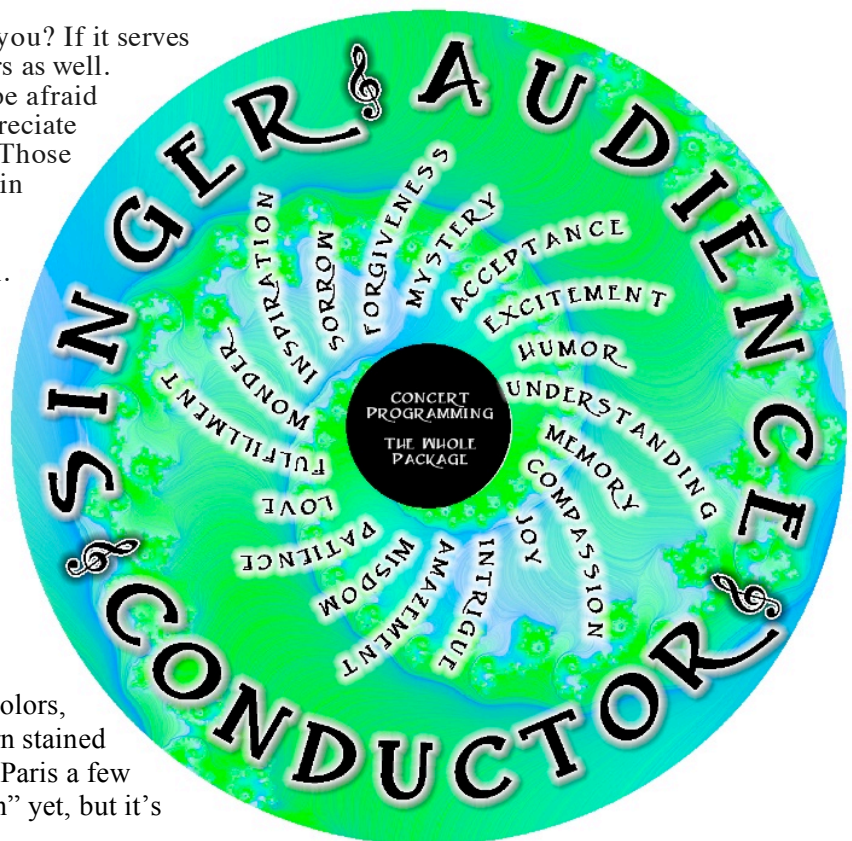 you? If it serves
rs as well.
be afraid
reciate
Those
in
.
olors,
n stained
Paris a few
n” yet, but it’s
SINGER
AUDIENCE
CONDUCTOR
INSPIRATION
SORROW
FORGIVENESS
MYSTERY
ACCEPTANCE
EXCITEMENT
HUMOR
UNDERSTANDING
MEMORY
COMPASSION
JOY
INTRIGUE
AMAZEMENT
WISDOM
PATIENCE
LOVE
FULFILLMENT
WONDER
CONCERT
PROGRAMMING
THE WHOLE
PACKAGE